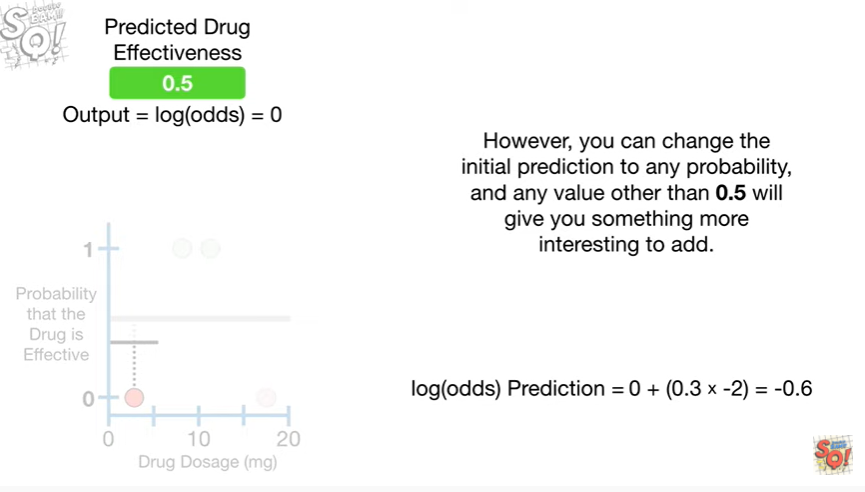 Predicted Drug
Effectiveness
0.5
Output = log(odds) = 0
However, you can change the
initial prediction to any probability,
and any value other than 0.5 will
give you something more
interesting to add.
1
Probability
that the
Drug is
Effective
0
0 10 20
Drug Dosage (mg)
log(odds) Prediction = 0 + (0.3 × -2) = -0.6
SQ!